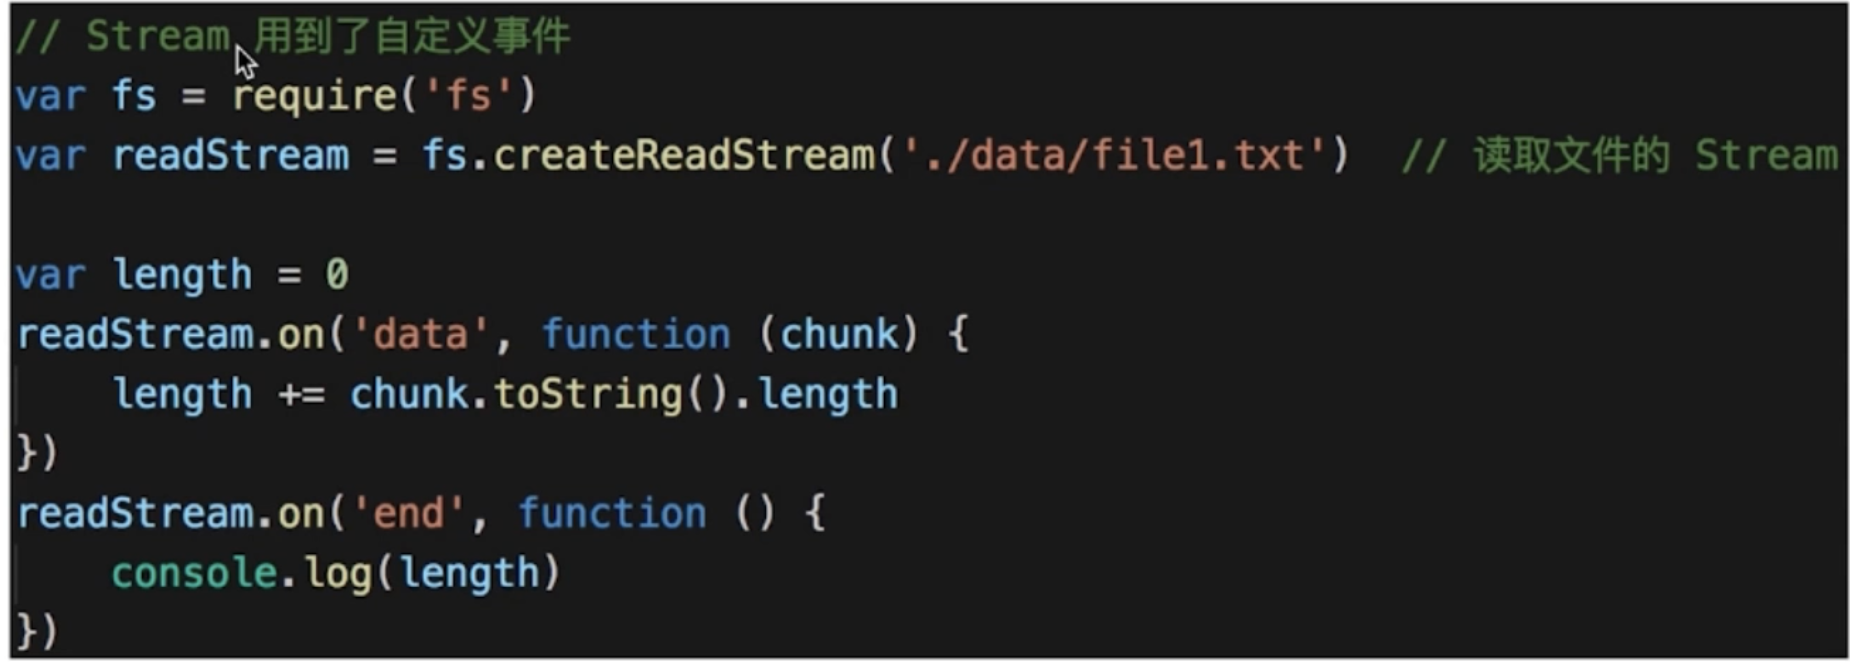 // Stream 用到了自定义事件
var fs = require('fs')
var readStream = fs.createReadStream('./data/file1.txt')  // 读取文件的 Stream
var length = 0
readStream.on('data', function (chunk) {
    length += chunk.toString().length
})
readStream.on('end', function () {
    console.log(length)
})